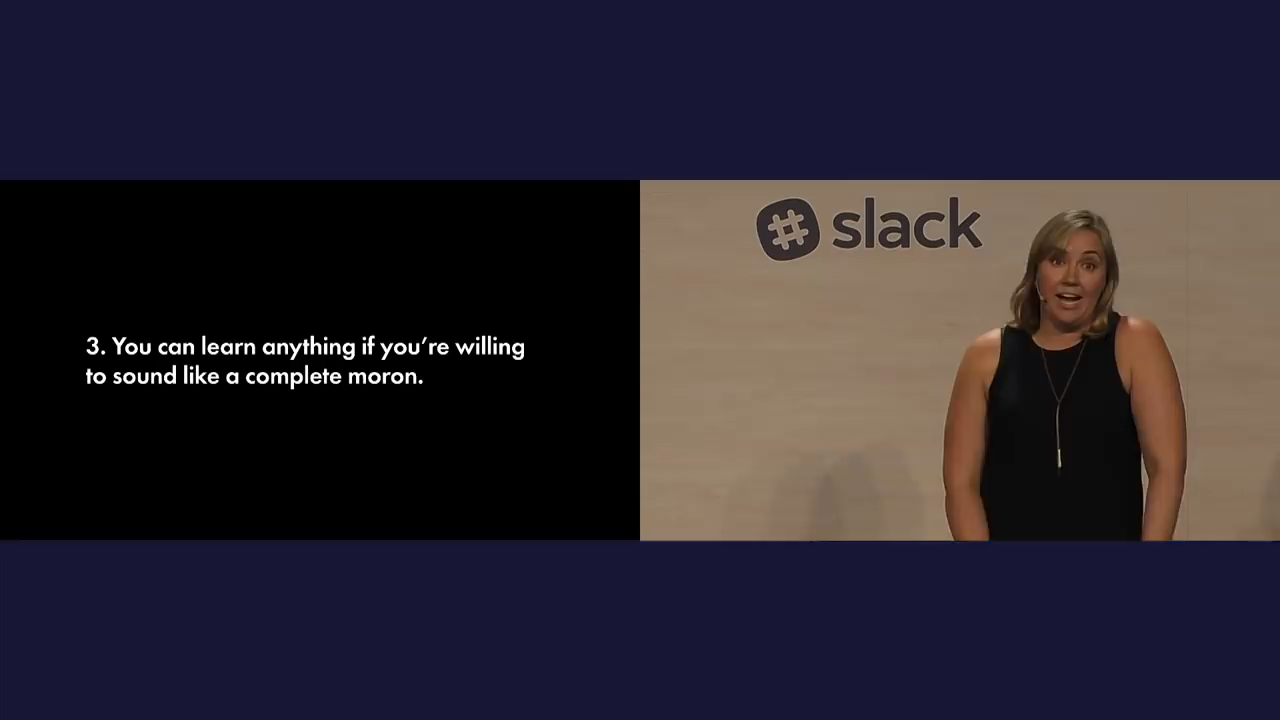 3. You can learn anything if you’re willing
to sound like a complete moron.
slack